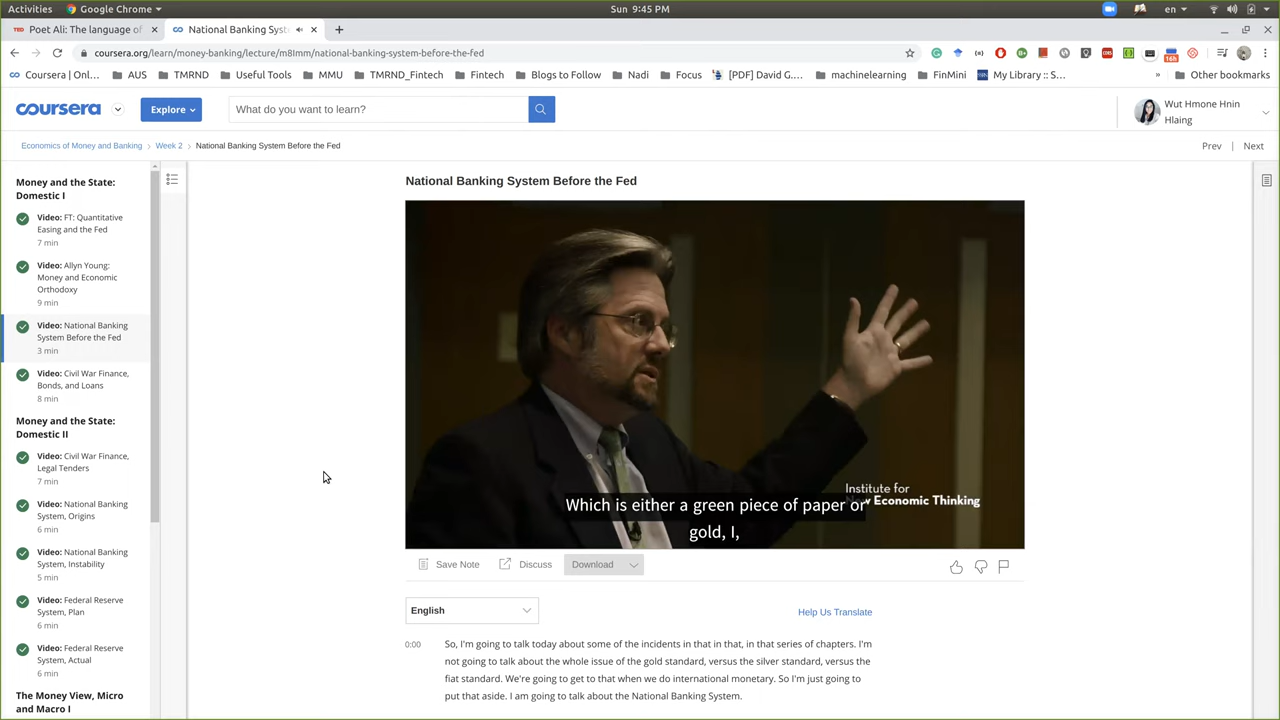 Activities
Google Chrome
Sun 9:45 PM
en
Poet Ali: The language of
National Banking Syst
coursera.org/learn/money-banking/lecture/m8Imm/national-banking-system-before-the-fed
16h
Coursera | Onl…
AUS
TMRND
Useful Tools
MMU
TMRND_Fintech
Fintech
Blogs to Follow
Nadi
Focus
[PDF] David G.…
machinelearning
FinMini
My Library :: S…
»
Other bookmarks
coursera
Explore
What do you want to learn?
Wut Hmone Hnin
Hlaing
Economics of Money and Banking
Week 2
National Banking System Before the Fed
Prev | Next
Money and the State:
Domestic I
Video: FT: Quantitative
Easing and the Fed
7 min
Video: Allyn Young:
Money and Economic
Orthodoxy
9 min
Video: National Banking
System Before the Fed
3 min
Video: Civil War Finance,
Bonds, and Loans
8 min
Money and the State:
Domestic II
Video: Civil War Finance,
Legal Tenders
7 min
Video: National Banking
System, Origins
6 min
Video: National Banking
System, Instability
5 min
Video: Federal Reserve
System, Plan
6 min
Video: Federal Reserve
System, Actual
6 min
The Money View, Micro
and Macro I
National Banking System Before the Fed
Institute for
Economic Thinking
Which is either a green piece of paper or
gold, I,
Save Note
Discuss
Download
English
Help Us Translate
0:00
So, I'm going to talk today about some of the incidents in that in that, in that series of chapters. I'm
not going to talk about the whole issue of the gold standard, versus the silver standard, versus the
fiat standard. We're going to get to that when we do international monetary. So I'm just going to
put that aside. I am going to talk about the National Banking System.